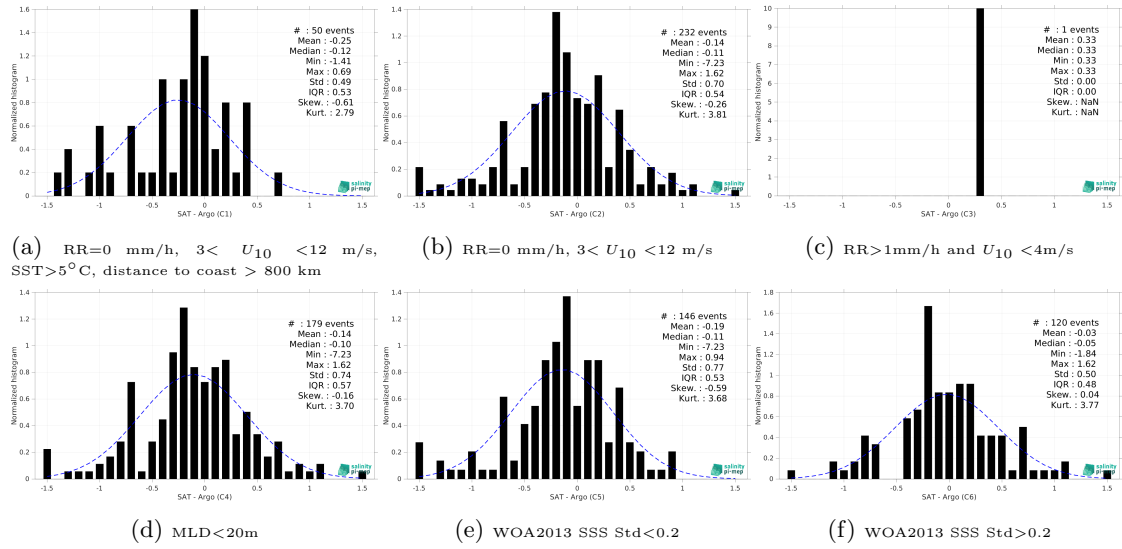 # : 50 events
Mean : -0.25
Median : -0.12
Min : -1.41
Max : 0.69
Std : 0.49
IQR : 0.53
Skew. : -0.61
Kurt. : 2.79
Normalized histogram
1.6
1.4
1.2
1
0.8
0.6
0.4
0.2
0
-1.5 -1 -0.5 0 0.5 1 1.5
SAT - Argo (C1)
salinity
pi-mep
(a) RR=0 mm/h, 3< U10 <12 m/s,
SST>5°C, distance to coast > 800 km
# : 232 events
Mean : -0.14
Median : -0.11
Min : -7.23
Max : 1.62
Std : 0.70
IQR : 0.54
Skew. : -0.26
Kurt. : 3.81
Normalized histogram
1.4
1.2
1
0.8
0.6
0.4
0.2
0
-1.5 -1 -0.5 0 0.5 1 1.5
SAT - Argo (C2)
salinity
pi-mep
(b) RR=0 mm/h, 3< U10 <12 m/s
# : 1 events
Mean : 0.33
Median : 0.33
Min : 0.33
Max : 0.33
Std : 0.00
IQR : 0.00
Skew. : NaN
Kurt. : NaN
Normalized histogram
10
9
8
7
6
5
4
3
2
1
0
-1.5 -1 -0.5 0 0.5 1 1.5
SAT - Argo (C3)
salinity
pi-mep
(c) RR>1mm/h and U10 <4m/s
# : 179 events
Mean : -0.14
Median : -0.10
Min : -7.23
Max : 1.62
Std : 0.74
IQR : 0.57
Skew. : -0.16
Kurt. : 3.70
Normalized histogram
1.4
1.2
1
0.8
0.6
0.4
0.2
0
-1.5 -1 -0.5 0 0.5 1 1.5
SAT - Argo (C4)
salinity
pi-mep
(d) MLD<20m
# : 146 events
Mean : -0.19
Median : -0.11
Min : -7.23
Max : 0.94
Std : 0.77
IQR : 0.53
Skew. : -0.59
Kurt. : 3.68
Normalized histogram
1.4
1.2
1
0.8
0.6
0.4
0.2
0
-1.5 -1 -0.5 0 0.5 1 1.5
SAT - Argo (C5)
salinity
pi-mep
(e) WOA2013 SSS Std<0.2
# : 120 events
Mean : -0.03
Median : -0.05
Min : -1.84
Max : 1.62
Std : 0.50
IQR : 0.48
Skew. : 0.04
Kurt. : 3.77
Normalized histogram
1.8
1.6
1.4
1.2
1
0.8
0.6
0.4
0.2
0
-1.5 -1 -0.5 0 0.5 1 1.5
SAT - Argo (C6)
salinity
pi-mep
(f) WOA2013 SSS Std>0.2